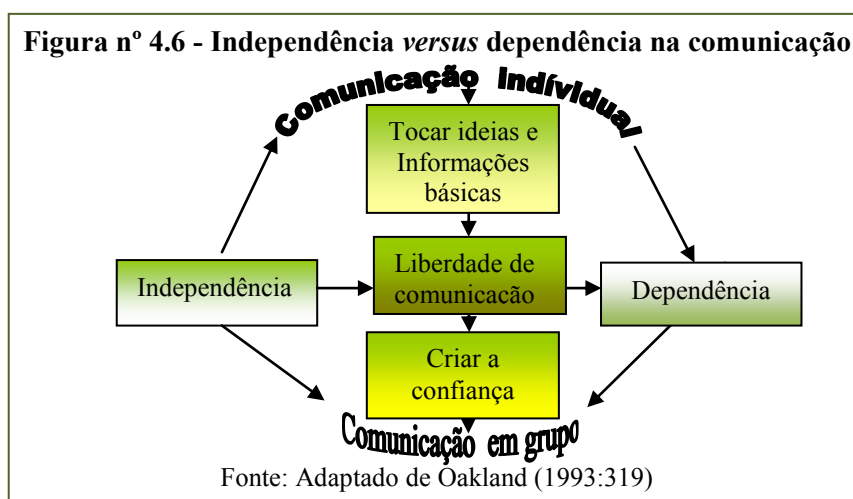 Figura nº 4.6 - Independência versus dependência na comunicação
Comunicação indívidual
Tocar ideias e
Informações
básicas
Independência
Liberdade de
comunicacão
Dependência
Criar a
confiança
Comunicação em grupo
Fonte: Adaptado de Oakland (1993:319)